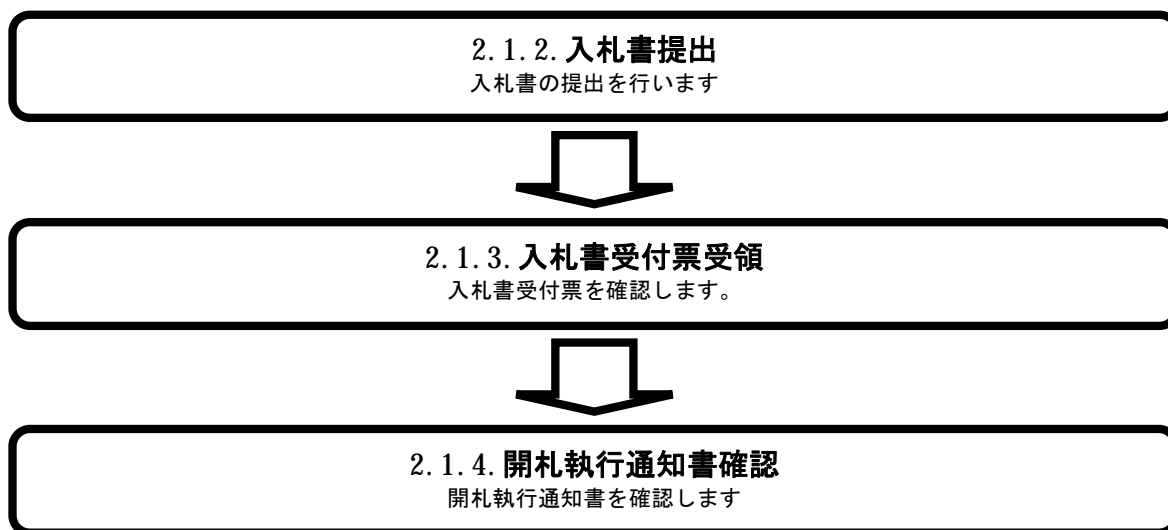 2.1.2.入札書提出
入札書の提出を行います
2.1.3.入札書受付票受領
入札書受付票を確認します。
2.1.4.開札執行通知書確認
開札執行通知書を確認します